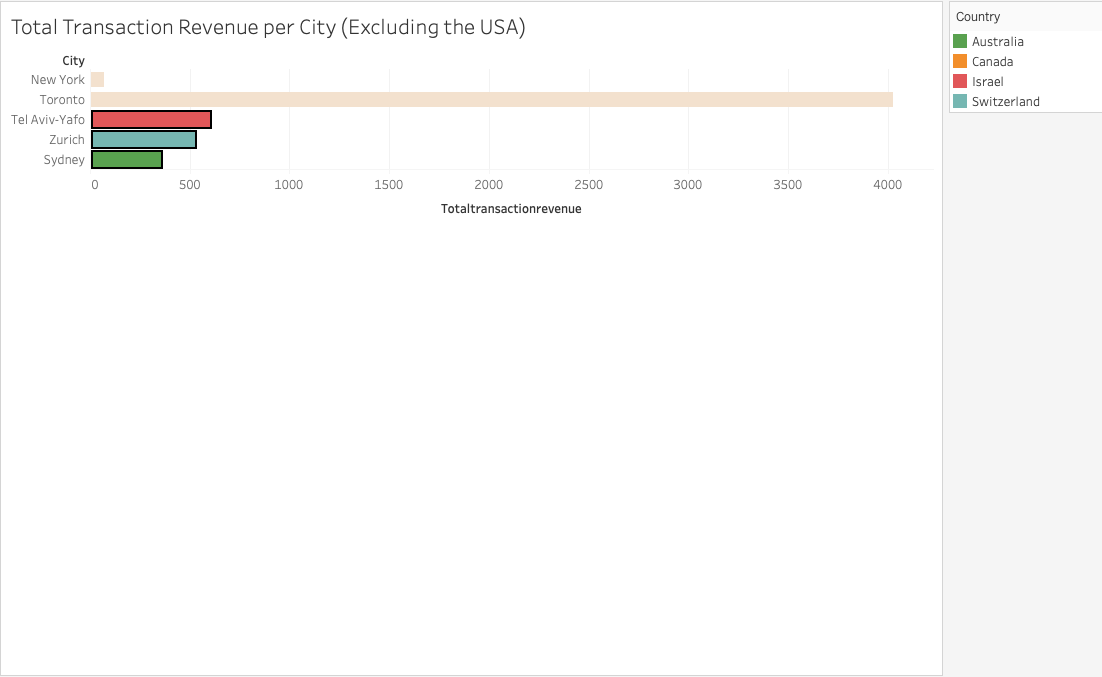 Total Transaction Revenue per City (Excluding the USA)
City
New York
Toronto
Tel Aviv-Yafo
Zurich
Sydney
0 500 1000 1500 2000 2500 3000 3500 4000
Totaltransactionrevenue
Country
Australia
Canada
Israel
Switzerland